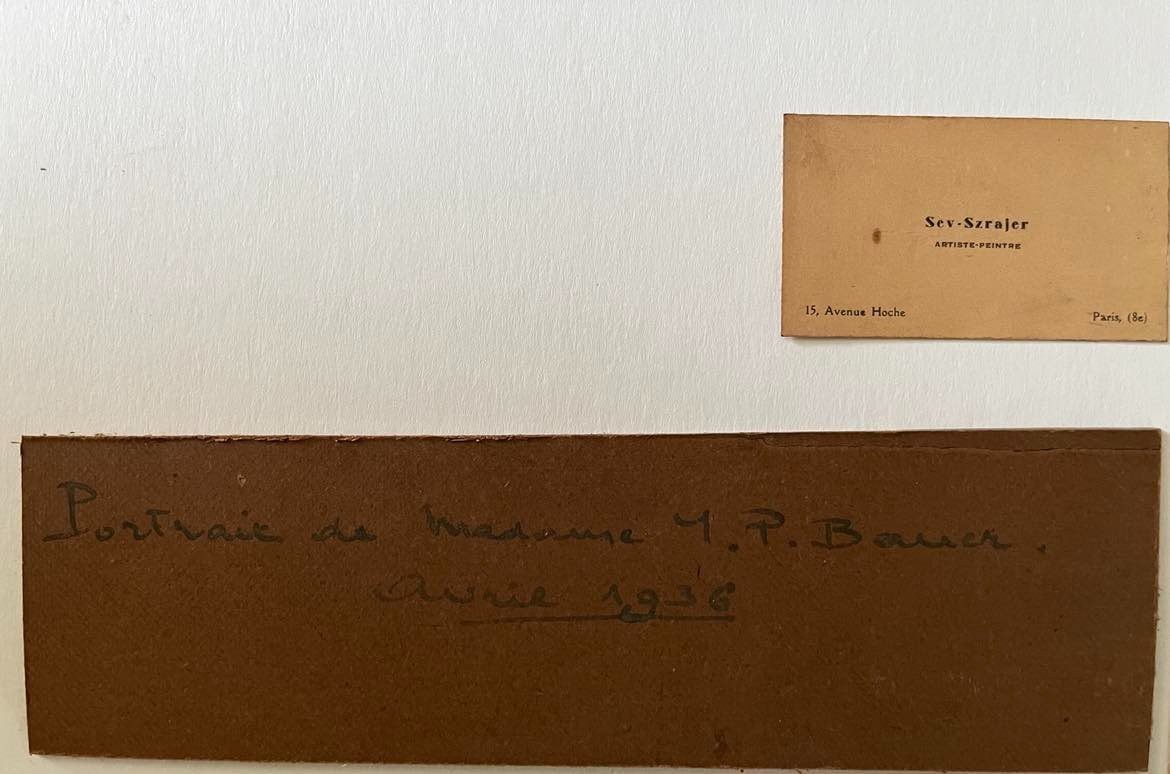 Sev-Szrajer
ARTISTE-PEINTRE
15, Avenue Hoche Paris, (8e)
Portrait de Madame Y. P. Bauer.
Avril 1936